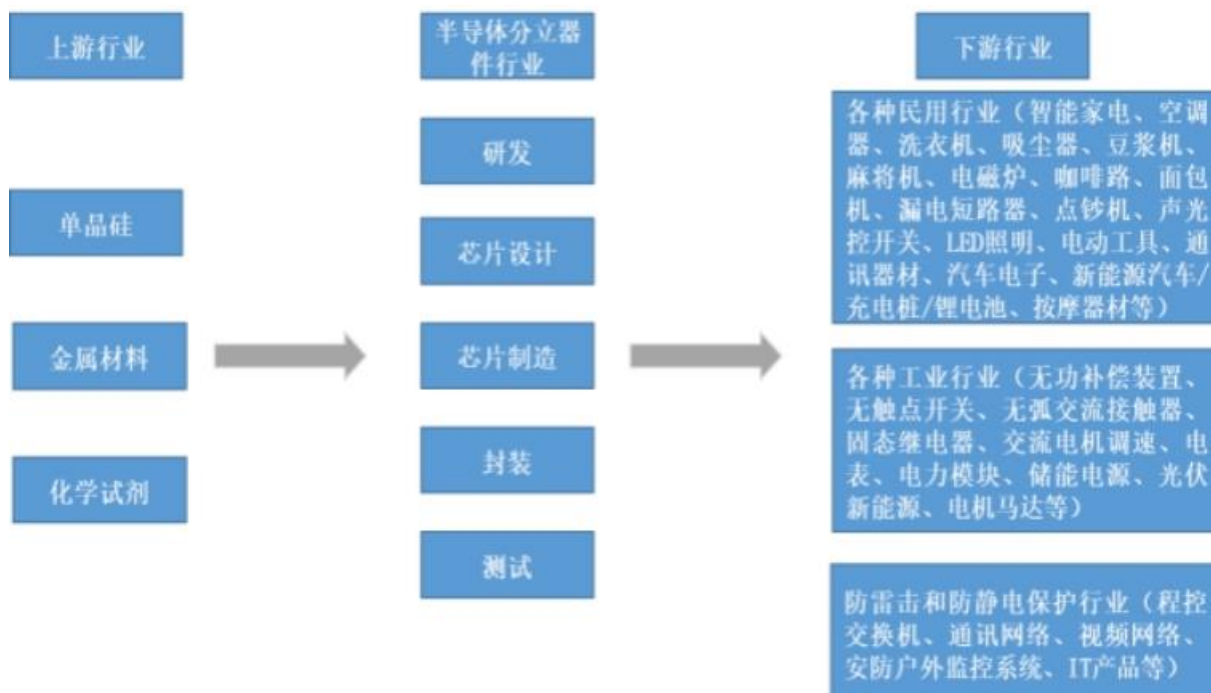 上游行业
单品硅
金属材料
化学试剂
半导体分立器
件行业
研发
芯片设计
芯片制造
封装
测试
下游行业
各种民用行业（智能家电、空调
器、洗衣机、吸尘器、豆浆机、
麻将机、电磁炉、咖啡路、面包
机、漏电短路器、点钞机、声光
控开关、LED照明、电动工具、通
讯器材、汽车电子、新能源汽车/
充电桩/锂电池、按摩器材等）
各种工业行业（无功补偿装置、
无触点开关、无弧交流接触器、
固态继电器、交流电机调速、电
表、电力模块、储能电源、光伏
新能源、电机马达等）
防雷击和防静电保护行业（程控
交换机、通讯网络、视频网络、
安防户外监控系统、IT产品等）